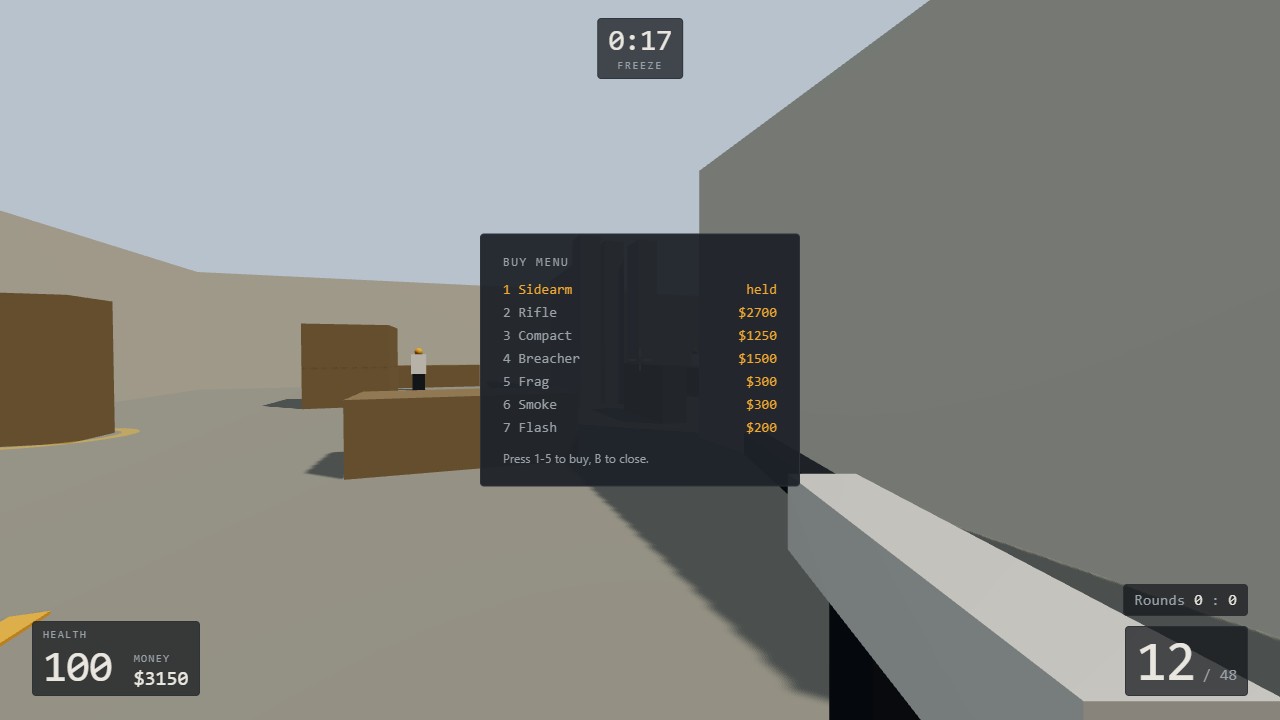 0:17
FREEZE
BUY MENU
1 Sidearm held
2 Rifle $2700
3 Compact $1250
4 Breacher $1500
5 Frag $300
6 Smoke $300
7 Flash $200
Press 1-5 to buy, B to close.
HEALTH
100
MONEY
$3150
Rounds 0 : 0
12 / 48